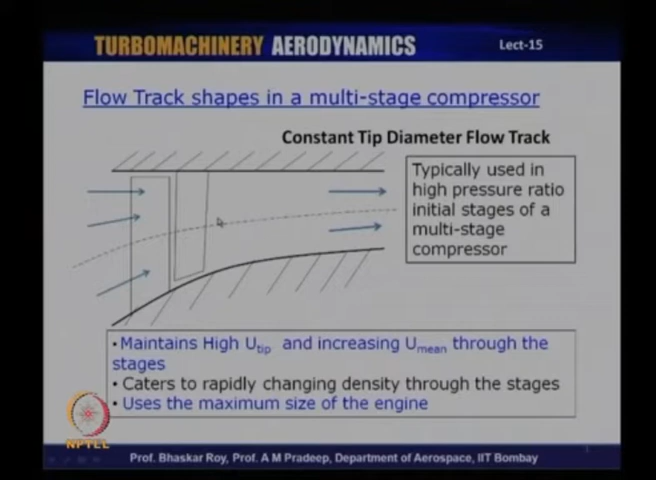 TURBOMACHINERY AERODYNAMICS
Lect-15
Flow Track shapes in a multi-stage compressor
Constant Tip Diameter Flow Track
Typically used in
high pressure ratio
initial stages of a
multi-stage
compressor
•Maintains High Utip and increasing Umean through the
stages
•Caters to rapidly changing density through the stages
•Uses the maximum size of the engine
NPTEL
Prof. Bhaskar Roy, Prof. A M Pradeep, Department of Aerospace, IIT Bombay